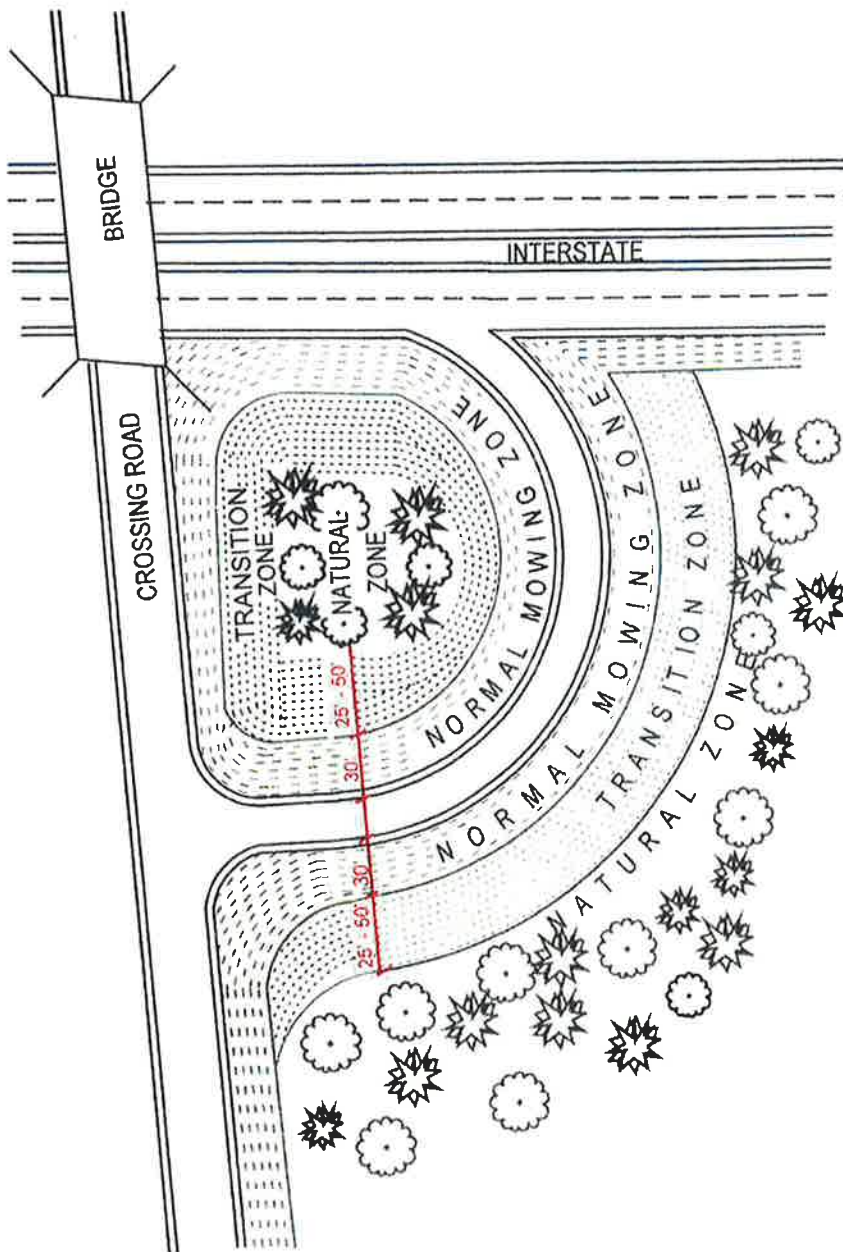 BRIDGE
INTERSTATE
CROSSING ROAD
TRANSITION
ZONE
NATURAL
ZONE
NORMAL MOWING ZONE
NORMAL MOWING ZONE
TRANSITION ZONE
NATURAL ZONE
25' - 50'
30'
30'
25' - 50'